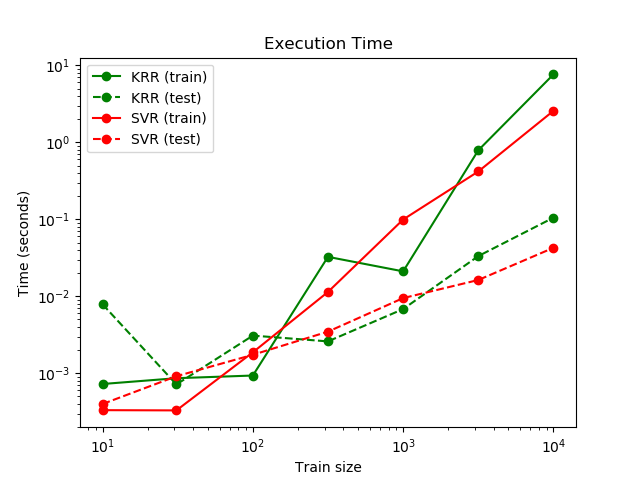 Execution Time
KRR (train)
KRR (test)
SVR (train)
SVR (test)
Time (seconds)
10¹
10⁰
10⁻¹
10⁻²
10⁻³
10¹ 10² 10³ 10⁴
Train size